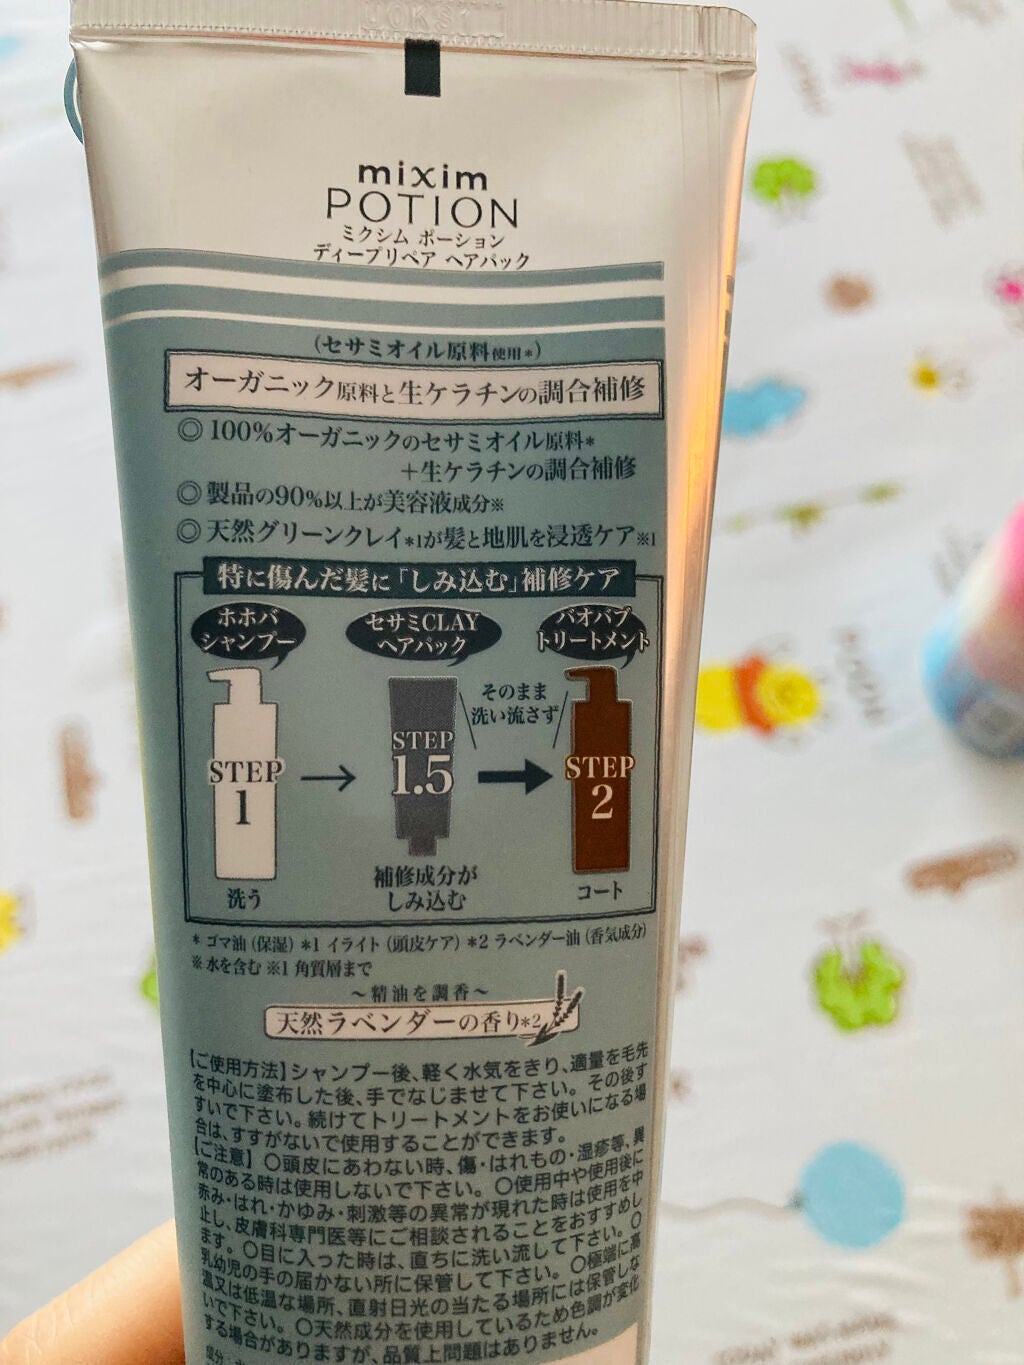 mixim
POTION
ミクシム ポーション
ディープリペア ヘアパック
(セサミオイル原料使用*)
オーガニック原料と生ケラチンの調合補修
◎100%オーガニックのセサミオイル原料*
+生ケラチンの調合補修
◎製品の90%以上が美容液成分※
◎天然グリーンクレイ*1が髪と地肌を浸透ケア※1
特に傷んだ髪に「しみ込む」補修ケア
ホホバ
シャンプー
セサミCLAY
ヘアパック
バオバブ
トリートメント
そのまま
洗い流さず
STEP
1
STEP
1.5
STEP
2
洗う
補修成分が
しみ込む
コート
* ゴマ油(保湿) *1 イライト(頭皮ケア) *2 ラベンダー油(香気成分)
※水を含む ※1 角質層まで
~精油を調香~
天然ラベンダーの香り*2
【ご使用方法】シャンプー後、軽く水気をきり、適量を毛先
を中心に塗布した後、手でなじませて下さい。その後す
すいで下さい。続けてトリートメントをお使いになる場
合は、すすがないで使用することができます。
【ご注意】〇頭皮にあわない時、傷・はれもの・湿疹等、異
常のある時は使用しないで下さい。〇使用中や使用後に
赤み・はれ・かゆみ・刺激等の異常が現れた時は使用を中
止し、皮膚科専門医等にご相談されることをおすすめし
ます。〇目に入った時は、直ちに洗い流して下さい。〇
乳幼児の手の届かない所に保管して下さい。〇極端に高
温又は低温な場所、直射日光の当たる場所には保管しな
いで下さい。〇天然成分を使用しているため色調が変化
する場合がありますが、品質上問題はありません。